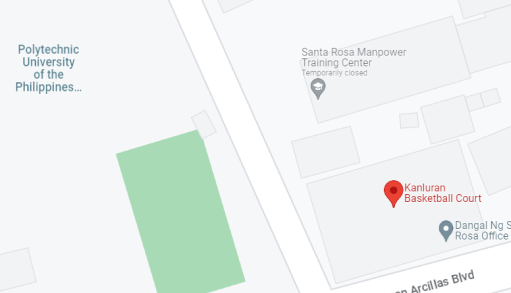 Polytechnic
University
of the
Philippines...
Santa Rosa Manpower
Training Center
Temporarily closed
Kanluran
Basketball Court
Dangal Ng S
Rosa Office
Arcillas Blvd